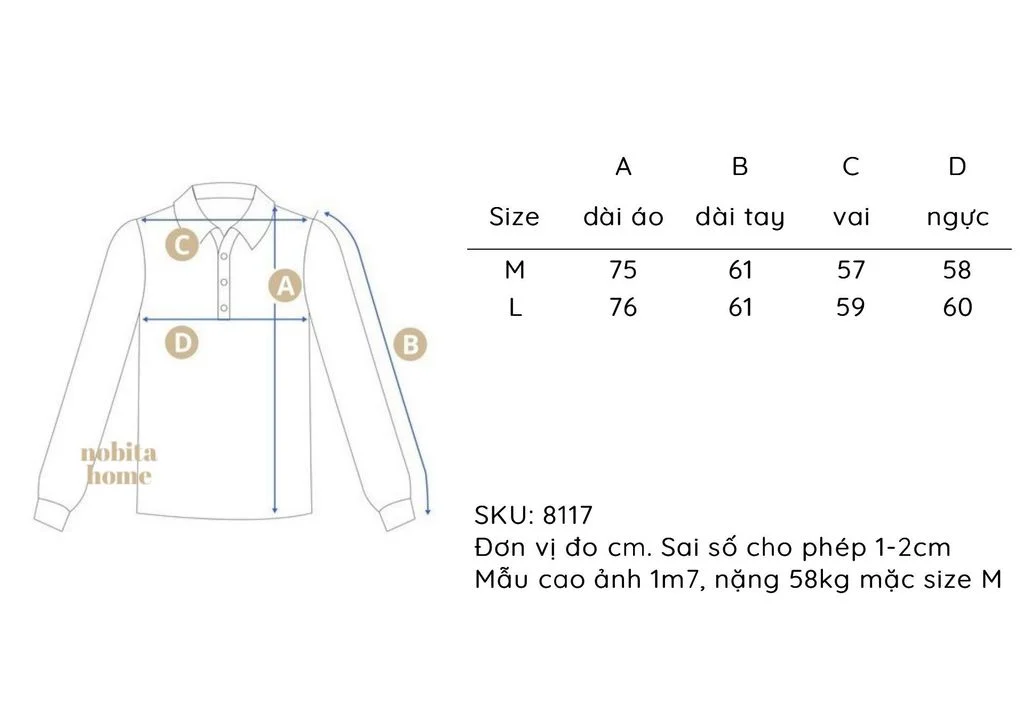 A B C D
Size dài áo dài tay vai ngực
M 75 61 57 58
L 76 61 59 60
C
A
D
B
nobita
home
SKU: 8117
Đơn vị đo cm. Sai số cho phép 1-2cm
Mẫu cao ảnh 1m7, nặng 58kg mặc size M